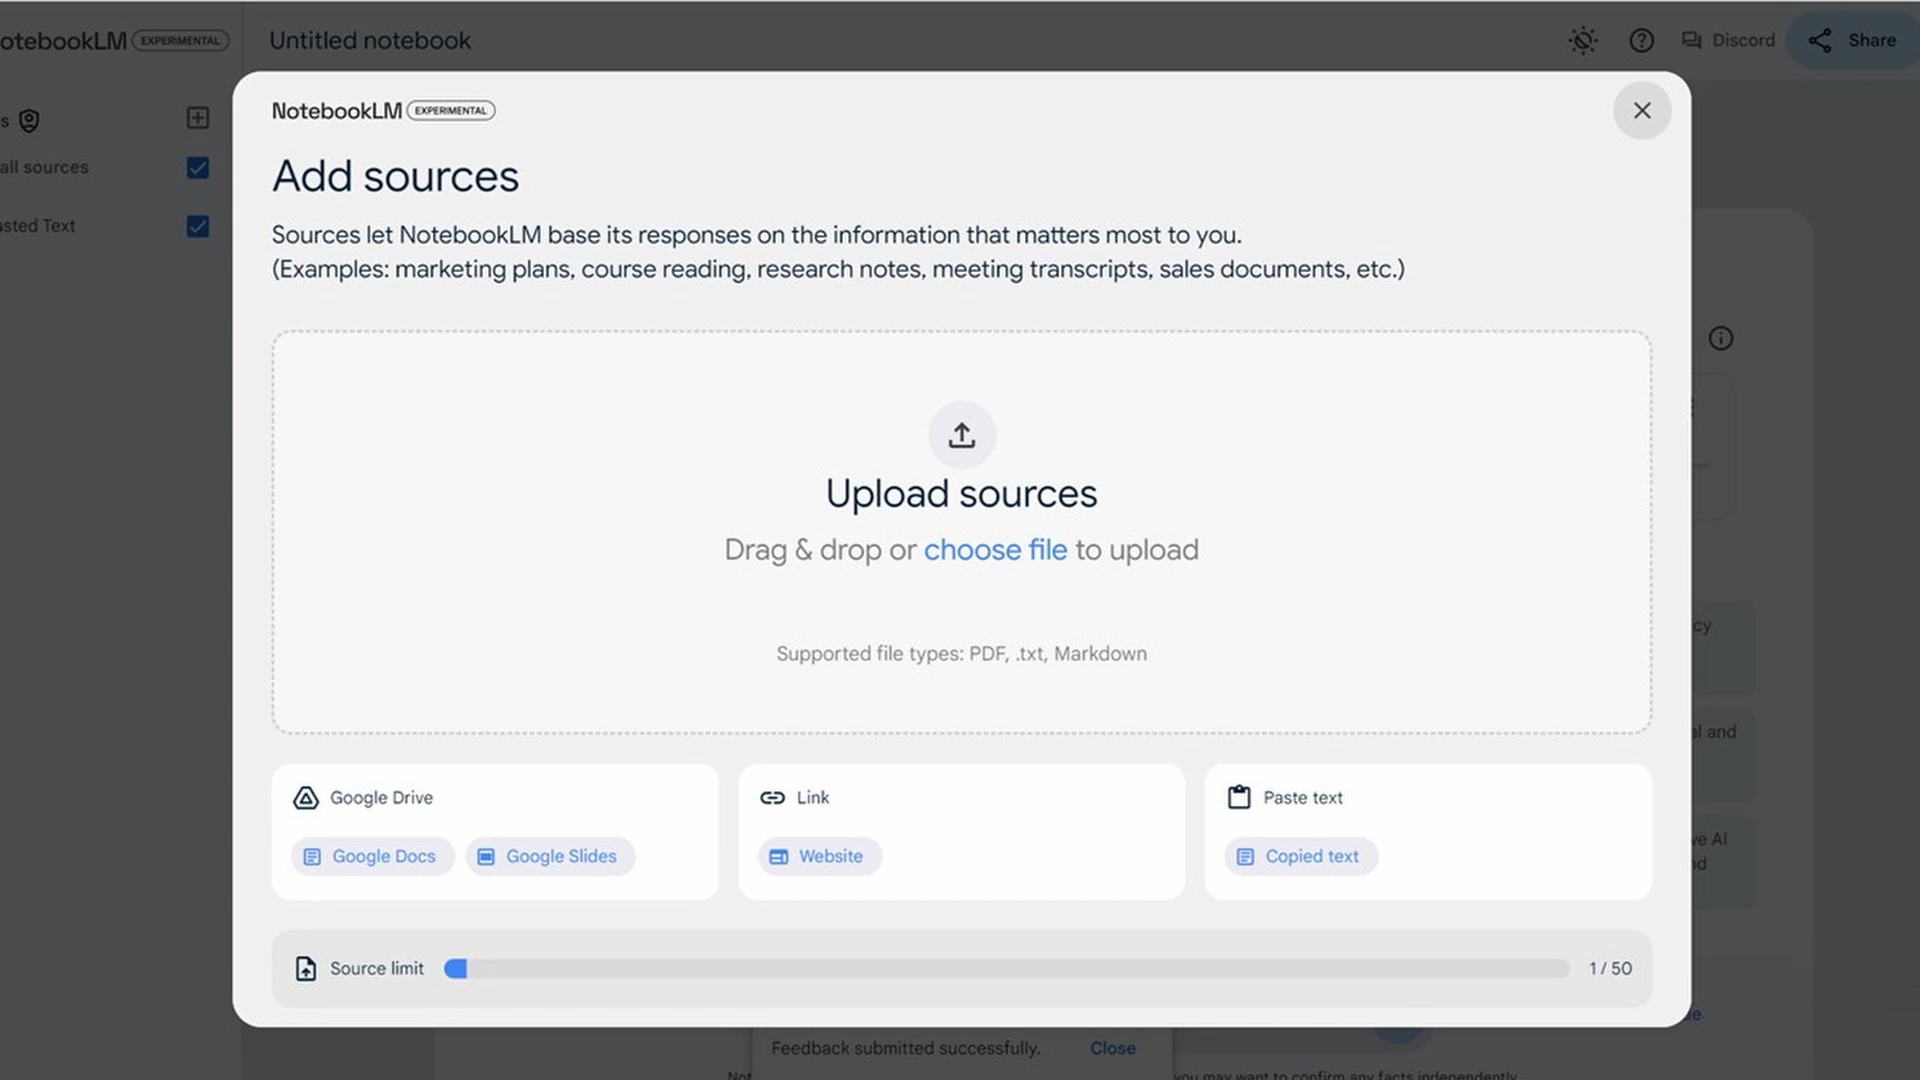 otebookLM EXPERIMENTAL
Untitled notebook
Discord
Share
s
all sources
asted Text
NotebookLM EXPERIMENTAL
Add sources
Sources let NotebookLM base its responses on the information that matters most to you.
(Examples: marketing plans, course reading, research notes, meeting transcripts, sales documents, etc.)
Upload sources
Drag & drop or choose file to upload
Supported file types: PDF, .txt, Markdown
Google Drive
Google Docs
Google Slides
Link
Website
Paste text
Copied text
Source limit
1 / 50
cy
al and
ve AI
nd
Feedback submitted successfully.
Close
Not
you may want to confirm any facts independently.